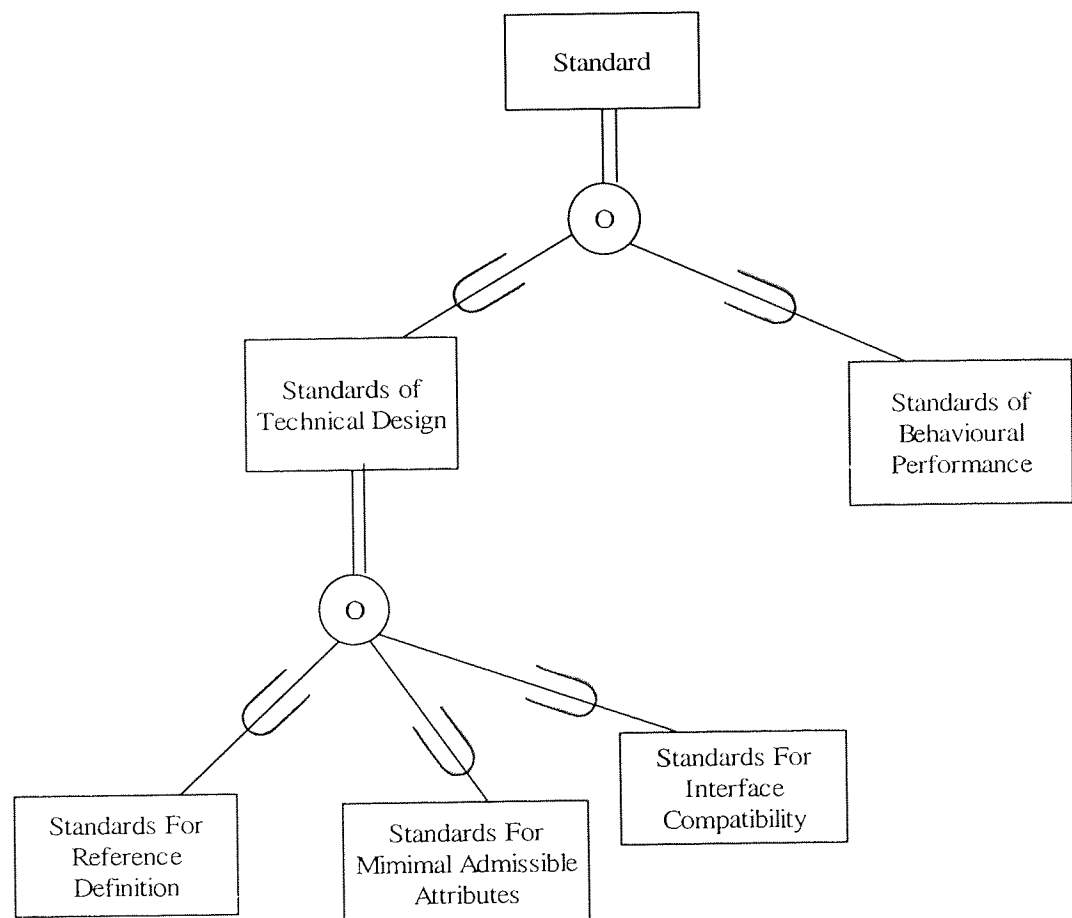 Standard
O
Standards of
Technical Design
Standards of
Behavioural
Performance
O
Standards For
Interface
Compatibility
Standards For
Reference
Definition
Standards For
Mimimal Admissible
Attributes